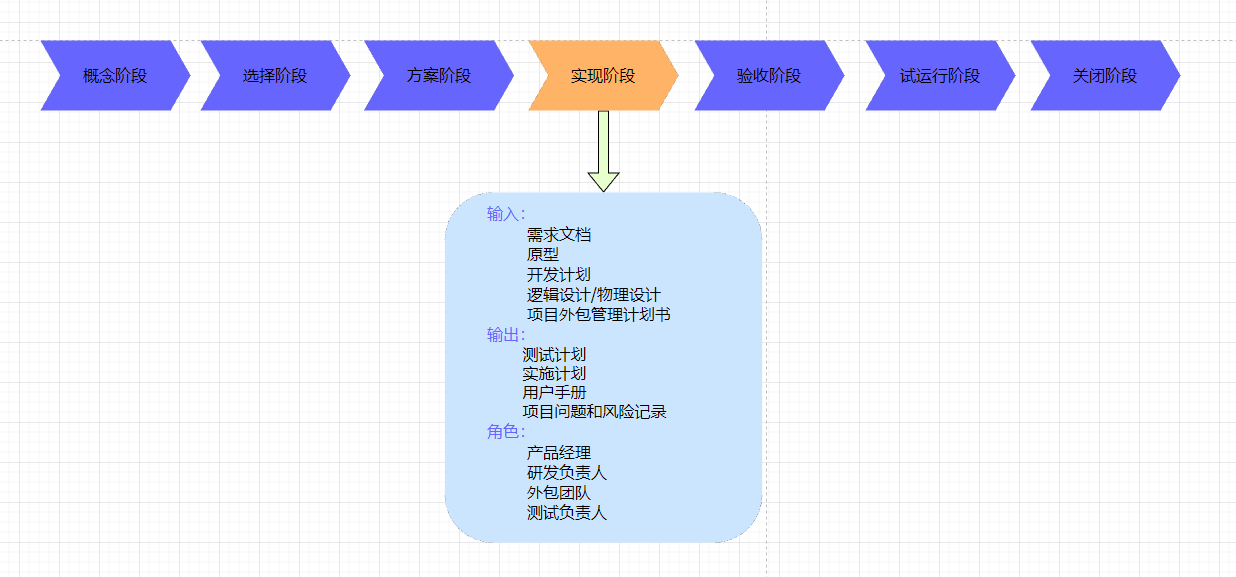 概念阶段
选择阶段
方案阶段
实现阶段
验收阶段
试运行阶段
关闭阶段
输入：
需求文档
原型
开发计划
逻辑设计/物理设计
项目外包管理计划书
输出：
测试计划
实施计划
用户手册
项目问题和风险记录
角色：
产品经理
研发负责人
外包团队
测试负责人